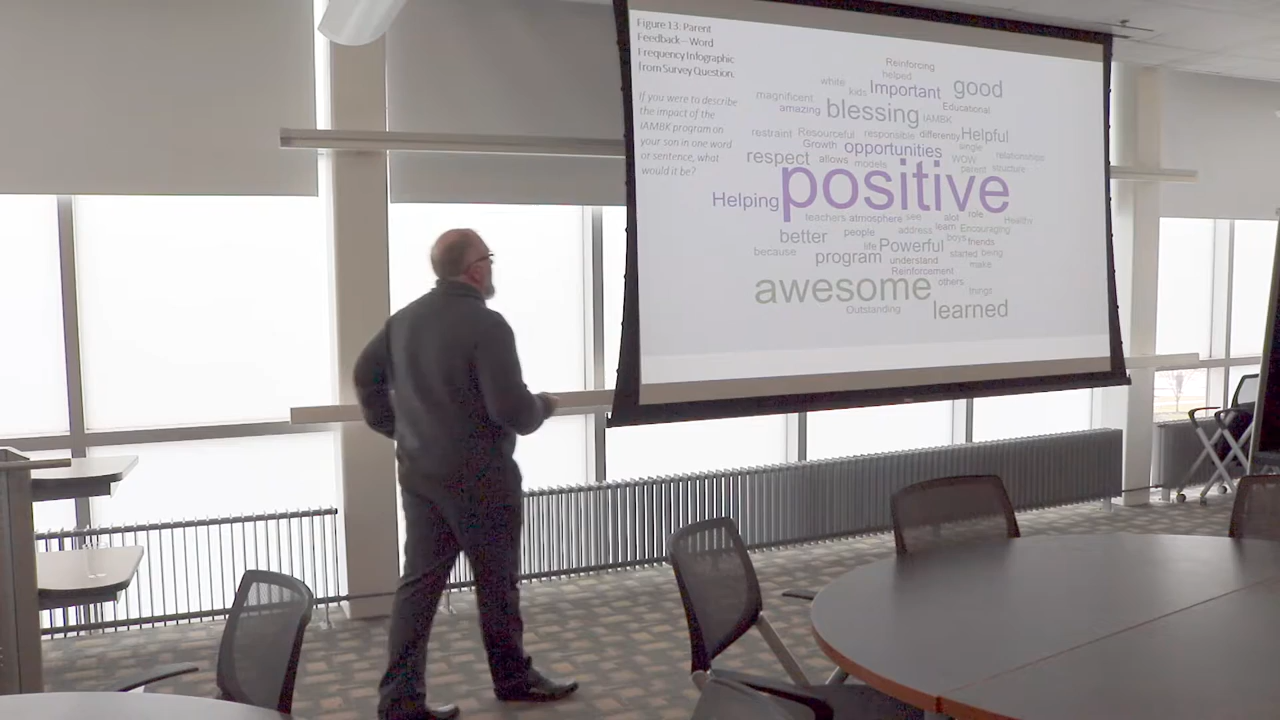 Figure 13: Parent
Feedback – Word
Frequency Infographic
from Survey Question.
If you were to describe
the impact of the
IAMBK program on
your son in one word
or sentence, what
would it be?
Reinforcing
helped
white kids Important good
magnificent amazing blessing IAMBK Educational
restraint Resourceful responsible differently Helpful
Growth opportunities single
respect allows models WOW relationships
parent structure
Helping positive
teachers atmosphere see alot role Healthy
better people address learn Encouraging
because life Powerful boys friends
program understand started being
Reinforcement make
awesome others things
Outstanding learned